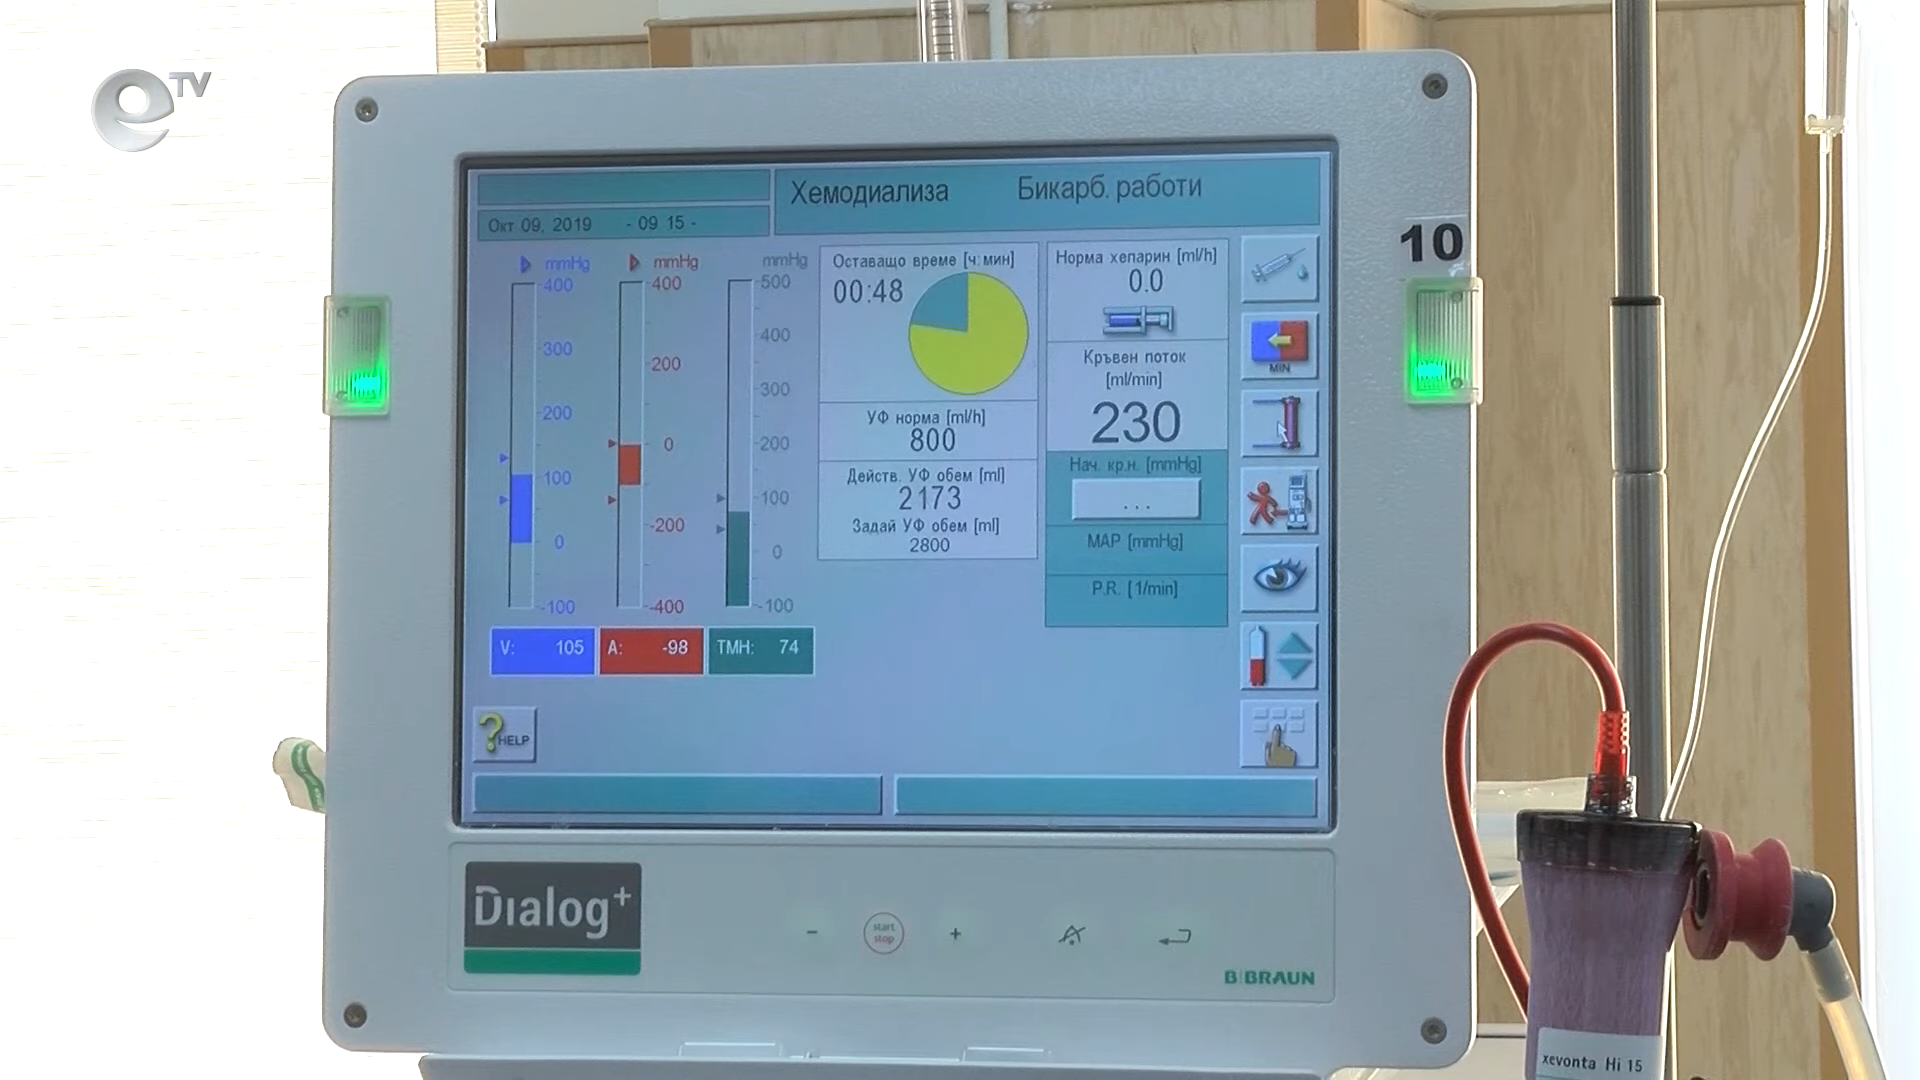 e TV
Хемодиализа Бикарб. работи
Окт 09, 2019 - 09 15 -
10
mmHg
400
300
200
100
0
-100
mmHg
400
200
0
-200
-400
mmHg
500
400
300
200
100
0
-100
V: 105
A: -98
ТМН: 74
Оставащо време [ч:мин]
00:48
УФ норма [ml/h]
800
Действ. УФ обем [ml]
2173
Задай УФ обем [ml]
2800
Норма хепарин [ml/h]
0.0
Кръвен поток
[ml/min]
230
Нач. кр.н. [mmHg]
...
MAP [mmHg]
P.R. [1/min]
MIN
? HELP
Dialog+
-
start
stop
+
B|BRAUN
xevonta Hi 15